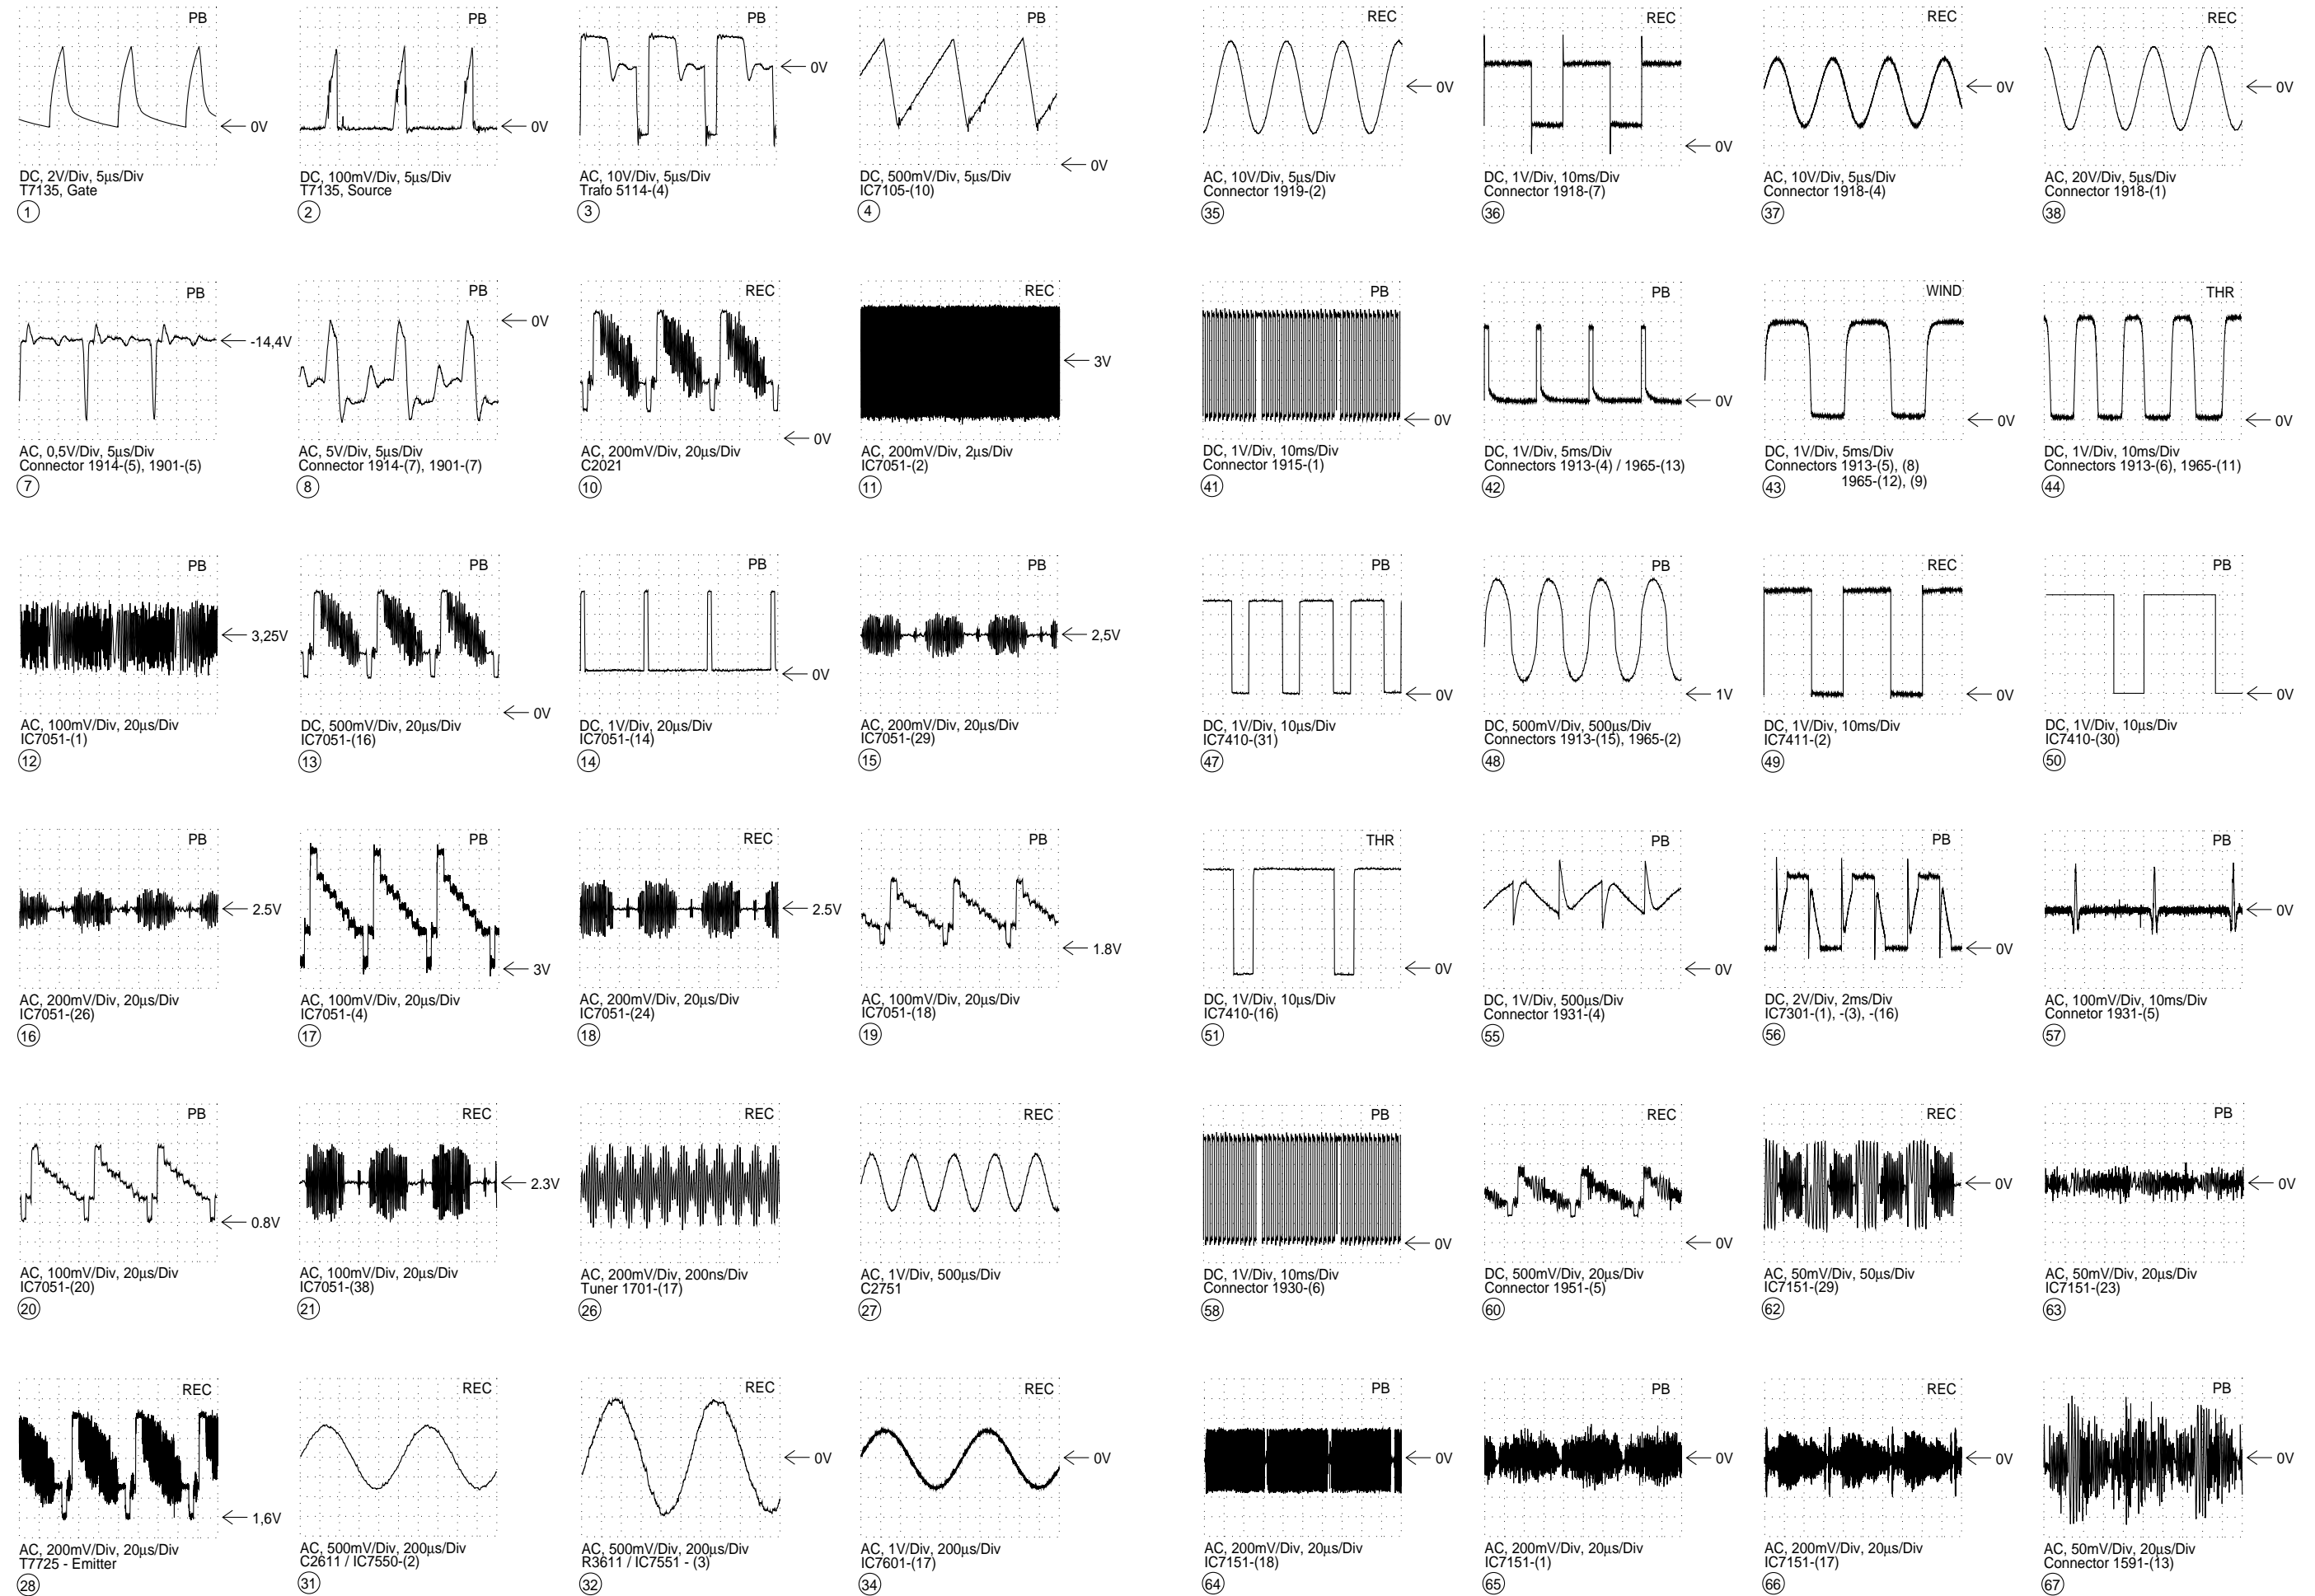 PB
0V
DC, 2V/Div, 5µs/Div
T7135, Gate
1
PB
0V
DC, 100mV/Div, 5µs/Div
T7135, Source
2
PB
0V
AC, 10V/Div, 5µs/Div
Trafo 5114-(4)
3
PB
0V
DC, 500mV/Div, 5µs/Div
IC7105-(10)
4
REC
0V
AC, 10V/Div, 5µs/Div
Connector 1919-(2)
35
REC
0V
DC, 1V/Div, 10ms/Div
Connector 1918-(7)
36
REC
0V
AC, 10V/Div, 5µs/Div
Connector 1918-(4)
37
REC
0V
AC, 20V/Div, 5µs/Div
Connector 1918-(1)
38
PB
-14,4V
AC, 0,5V/Div, 5µs/Div
Connector 1914-(5), 1901-(5)
7
PB
0V
AC, 5V/Div, 5µs/Div
Connector 1914-(7), 1901-(7)
8
REC
0V
AC, 200mV/Div, 20µs/Div
C2021
10
REC
3V
AC, 200mV/Div, 2µs/Div
IC7051-(2)
11
PB
0V
DC, 1V/Div, 10ms/Div
Connector 1915-(1)
41
PB
0V
DC, 1V/Div, 5ms/Div
Connectors 1913-(4) / 1965-(13)
42
WIND
0V
DC, 1V/Div, 5ms/Div
Connectors 1913-(5), (8)
1965-(12), (9)
43
THR
0V
DC, 1V/Div, 10ms/Div
Connectors 1913-(6), 1965-(11)
44
PB
3,25V
AC, 100mV/Div, 20µs/Div
IC7051-(1)
12
PB
0V
DC, 500mV/Div, 20µs/Div
IC7051-(16)
13
PB
0V
DC, 1V/Div, 20µs/Div
IC7051-(14)
14
PB
2,5V
AC, 200mV/Div, 20µs/Div
IC7051-(29)
15
PB
0V
DC, 1V/Div, 10µs/Div
IC7410-(31)
47
PB
1V
DC, 500mV/Div, 500µs/Div
Connectors 1913-(15), 1965-(2)
48
REC
0V
DC, 1V/Div, 10ms/Div
IC7411-(2)
49
PB
0V
DC, 1V/Div, 10µs/Div
IC7410-(30)
50
PB
2.5V
AC, 200mV/Div, 20µs/Div
IC7051-(26)
16
PB
3V
AC, 100mV/Div, 20µs/Div
IC7051-(4)
17
REC
2.5V
AC, 200mV/Div, 20µs/Div
IC7051-(24)
18
PB
1.8V
AC, 100mV/Div, 20µs/Div
IC7051-(18)
19
THR
0V
DC, 1V/Div, 10µs/Div
IC7410-(16)
51
PB
0V
DC, 1V/Div, 500µs/Div
Connector 1931-(4)
55
PB
0V
DC, 2V/Div, 2ms/Div
IC7301-(1), -(3), -(16)
56
PB
0V
AC, 100mV/Div, 10ms/Div
Connetor 1931-(5)
57
PB
0.8V
AC, 100mV/Div, 20µs/Div
IC7051-(20)
20
REC
2.3V
AC, 100mV/Div, 20µs/Div
IC7051-(38)
21
REC
AC, 200mV/Div, 200ns/Div
Tuner 1701-(17)
26
REC
AC, 1V/Div, 500µs/Div
C2751
27
PB
0V
DC, 1V/Div, 10ms/Div
Connector 1930-(6)
58
REC
0V
DC, 500mV/Div, 20µs/Div
Connector 1951-(5)
60
REC
0V
AC, 50mV/Div, 50µs/Div
IC7151-(29)
62
PB
0V
AC, 50mV/Div, 20µs/Div
IC7151-(23)
63
REC
1,6V
AC, 200mV/Div, 20µs/Div
T7725 - Emitter
28
REC
AC, 500mV/Div, 200µs/Div
C2611 / IC7550-(2)
31
REC
0V
AC, 500mV/Div, 200µs/Div
R3611 / IC7551 - (3)
32
REC
0V
AC, 1V/Div, 200µs/Div
IC7601-(17)
34
PB
0V
AC, 200mV/Div, 20µs/Div
IC7151-(18)
64
PB
0V
AC, 200mV/Div, 20µs/Div
IC7151-(1)
65
REC
0V
AC, 200mV/Div, 20µs/Div
IC7151-(17)
66
PB
0V
AC, 50mV/Div, 20µs/Div
Connector 1591-(13)
67